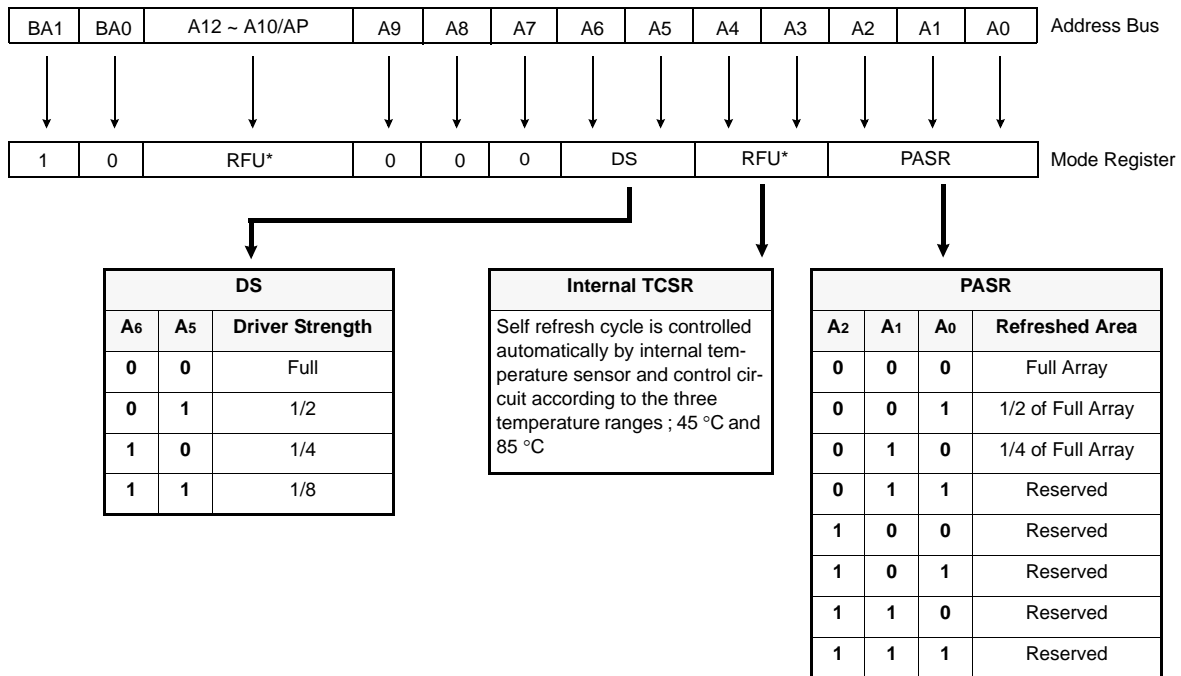 BA1 BA0 A12 ~ A10/AP A9 A8 A7 A6 A5 A4 A3 A2 A1 A0 Address Bus
1 0 RFU* 0 0 0 DS RFU* PASR Mode Register
DS
A6 A5 Driver Strength
0 0 Full
0 1 1/2
1 0 1/4
1 1 1/8
Internal TCSR
Self refresh cycle is controlled
automatically by internal tem-
perature sensor and control cir-
cuit according to the three
temperature ranges ; 45 °C and
85 °C
PASR
A2 A1 A0 Refreshed Area
0 0 0 Full Array
0 0 1 1/2 of Full Array
0 1 0 1/4 of Full Array
0 1 1 Reserved
1 0 0 Reserved
1 0 1 Reserved
1 1 0 Reserved
1 1 1 Reserved